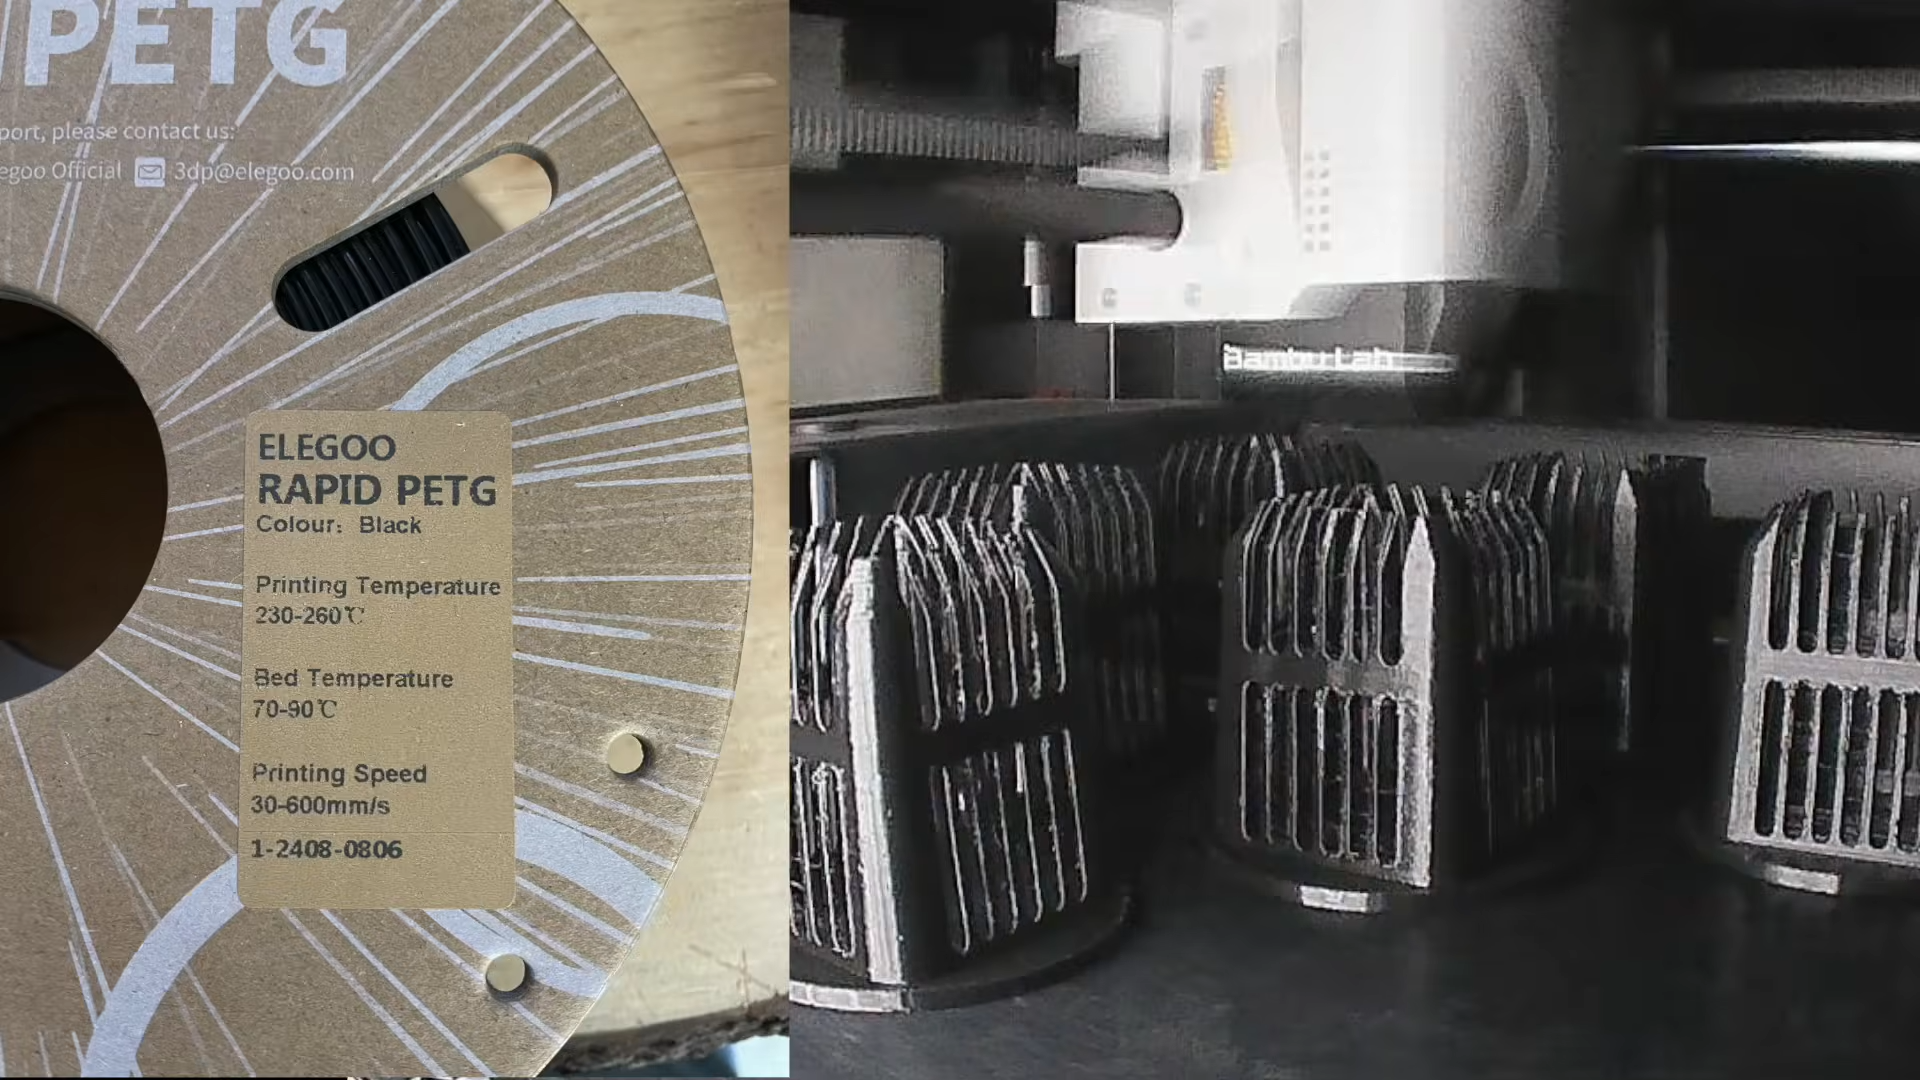 PETG
port, please contact us:
egoo Official 3dp@elegoo.com
ELEGOO
RAPID PETG
Colour: Black
Printing Temperature
230-260℃
Bed Temperature
70-90℃
Printing Speed
30-600mm/s
1-2408-0806
Bambu Lab